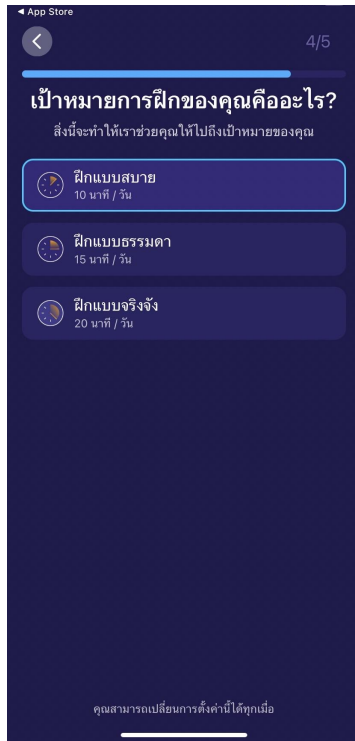 ◀ App Store
4/5
เป้าหมายการฝึกของคุณคืออะไร?
สิ่งนี้จะทำให้เราช่วยคุณให้ไปถึงเป้าหมายของคุณ
ฝึกแบบสบาย
10 นาที / วัน
ฝึกแบบธรรมดา
15 นาที / วัน
ฝึกแบบจริงจัง
20 นาที / วัน
คุณสามารถเปลี่ยนการตั้งค่านี้ได้ทุกเมื่อ